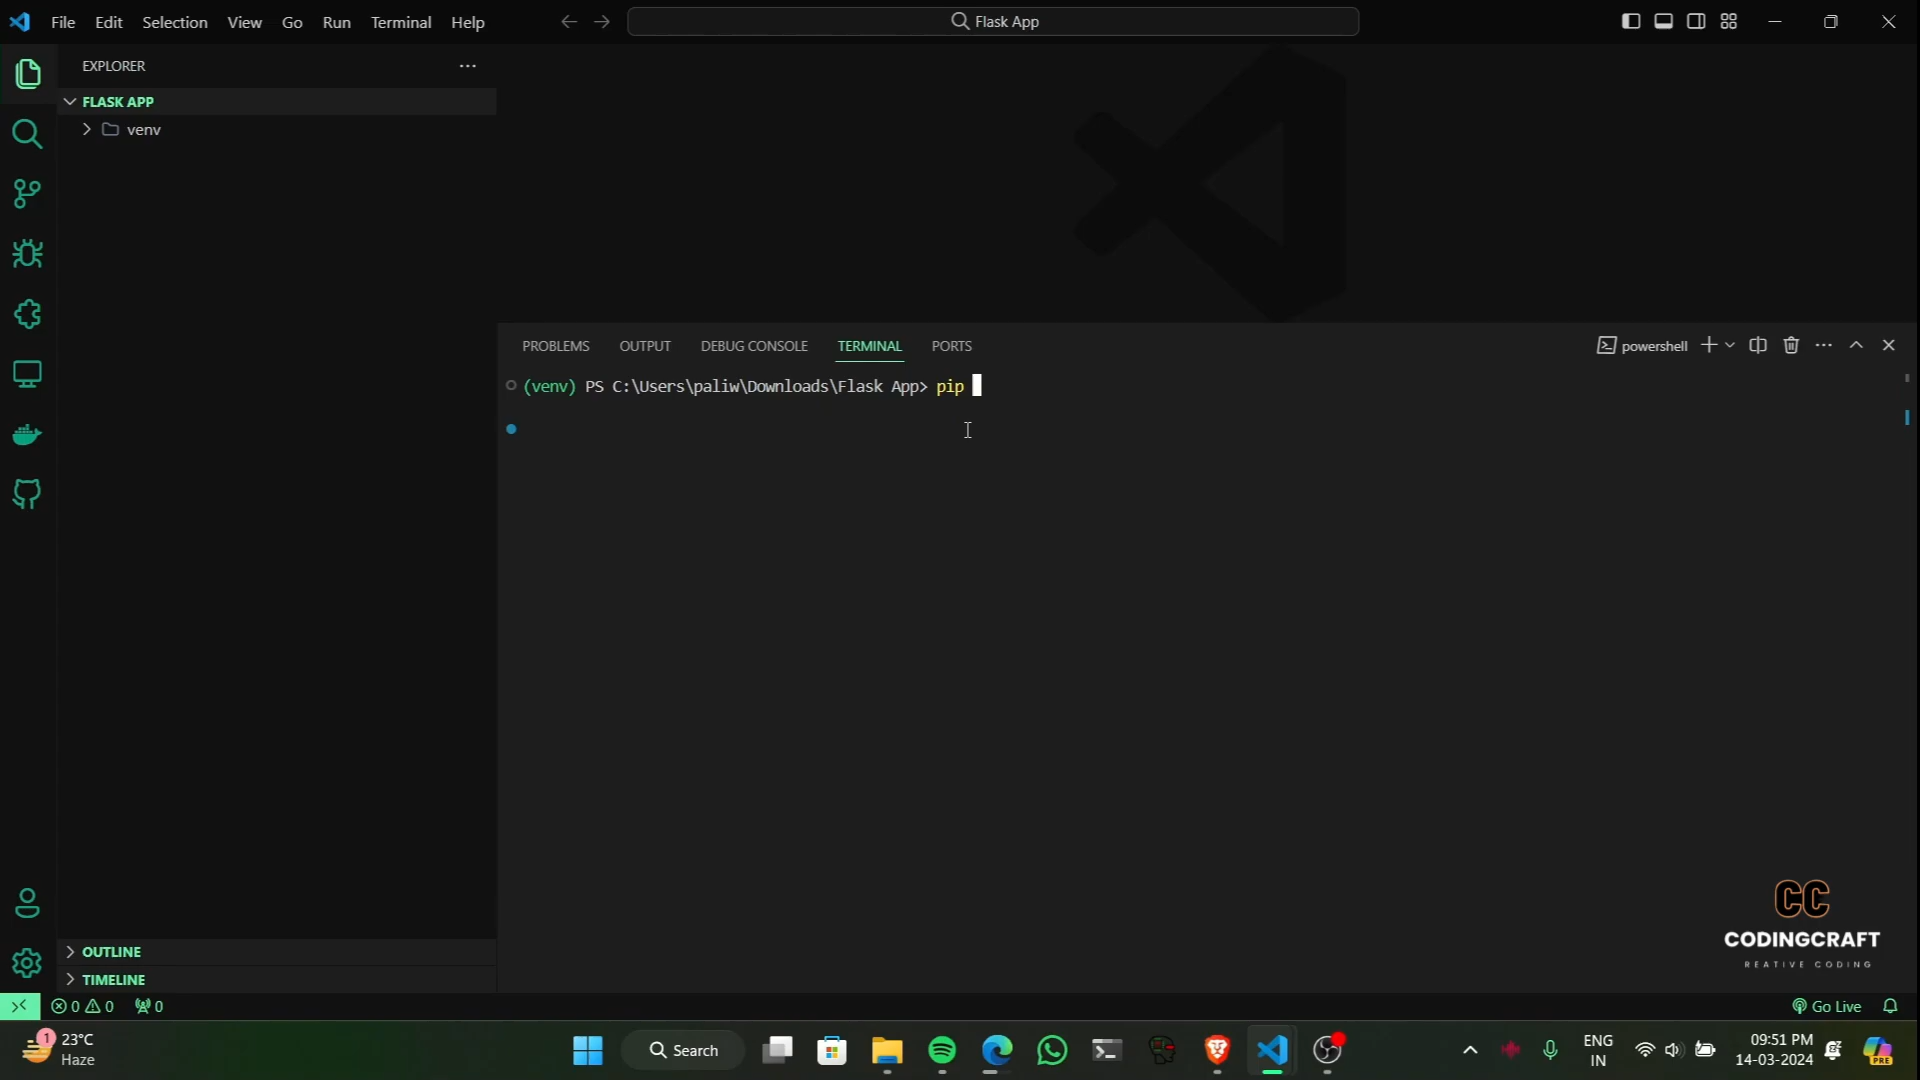 File Edit Selection View Go Run Terminal Help
Flask App
EXPLORER
FLASK APP
venv
PROBLEMS OUTPUT DEBUG CONSOLE TERMINAL PORTS
powershell
(venv) PS C:\Users\paliw\Downloads\Flask App> pip
OUTLINE
TIMELINE
CC
CODINGCRAFT
REATIVE CODING
0 0 0
Go Live
1
23°C
Haze
Search
ENG
IN
09:51 PM
14-03-2024
PRE